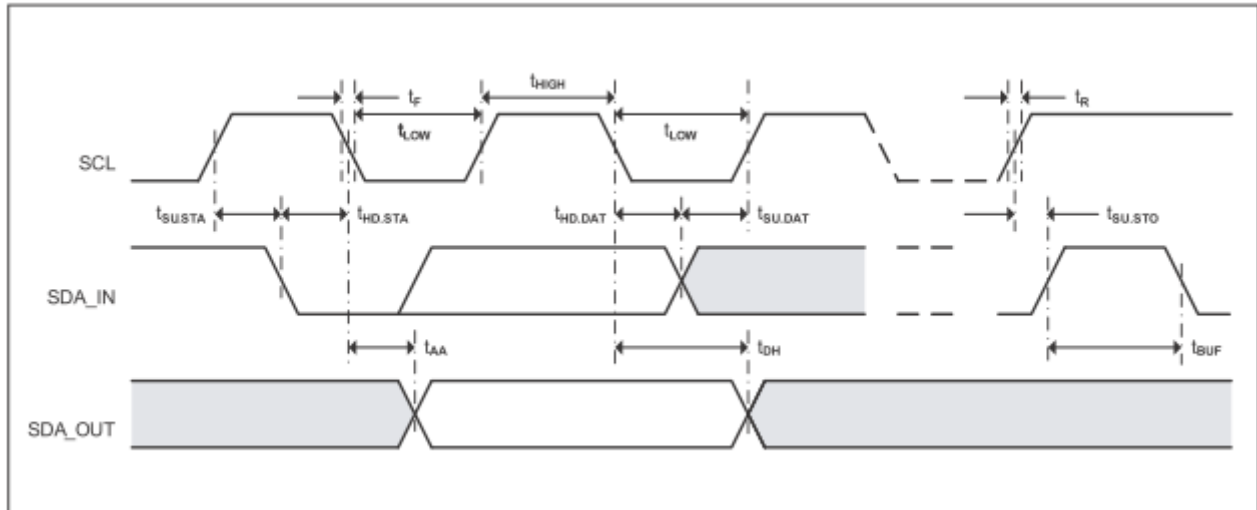 tF
tHIGH
tR
tLOW
tLOW
SCL
tSU.STA
tHD.STA
tHD.DAT
tSU.DAT
tSU.STO
SDA_IN
tAA
tDH
tBUF
SDA_OUT